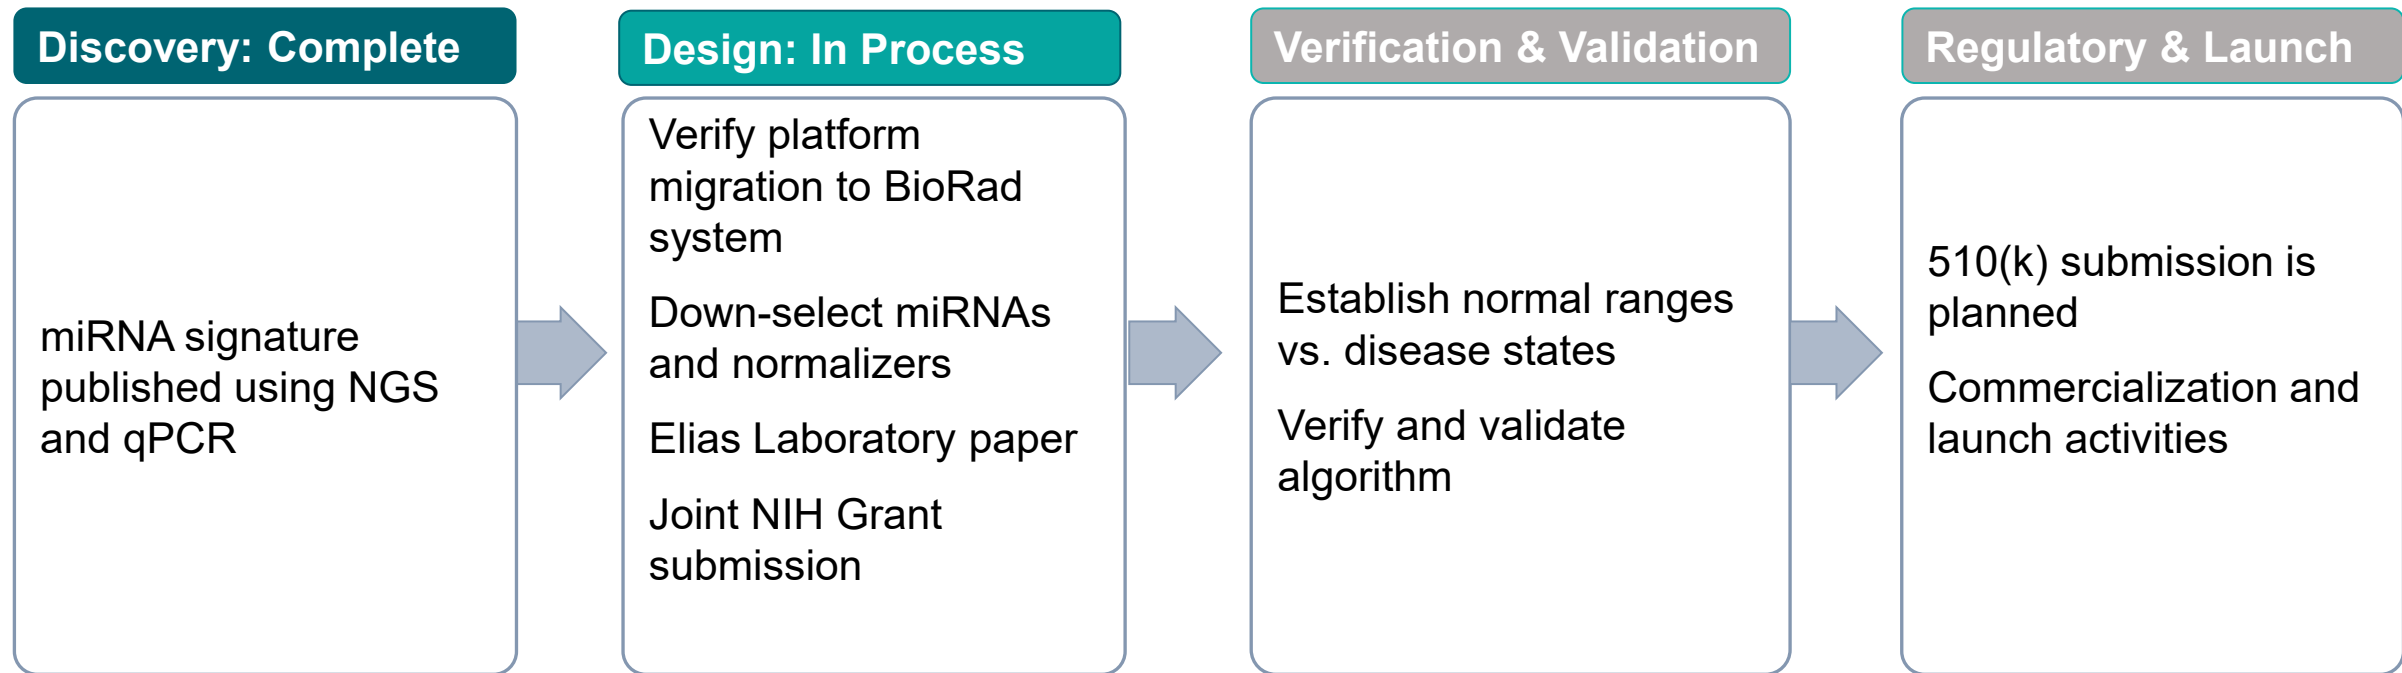 Discovery: Complete
miRNA signature
published using NGS
and qPCR
Design: In Process
Verify platform
migration to BioRad
system
Down-select miRNAs
and normalizers
Elias Laboratory paper
Joint NIH Grant
submission
Verification & Validation
Establish normal ranges
vs. disease states
Verify and validate
algorithm
Regulatory & Launch
510(k) submission is
planned
Commercialization and
launch activities